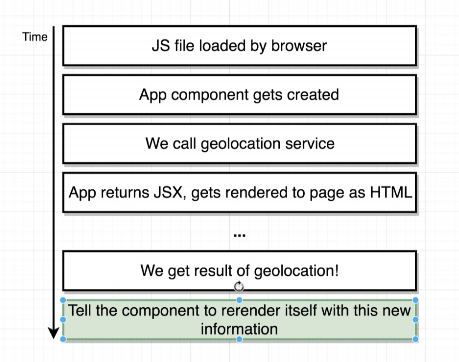 Time
JS file loaded by browser
App component gets created
We call geolocation service
App returns JSX, gets rendered to page as HTML
...
We get result of geolocation!
Tell the component to rerender itself with this new
information